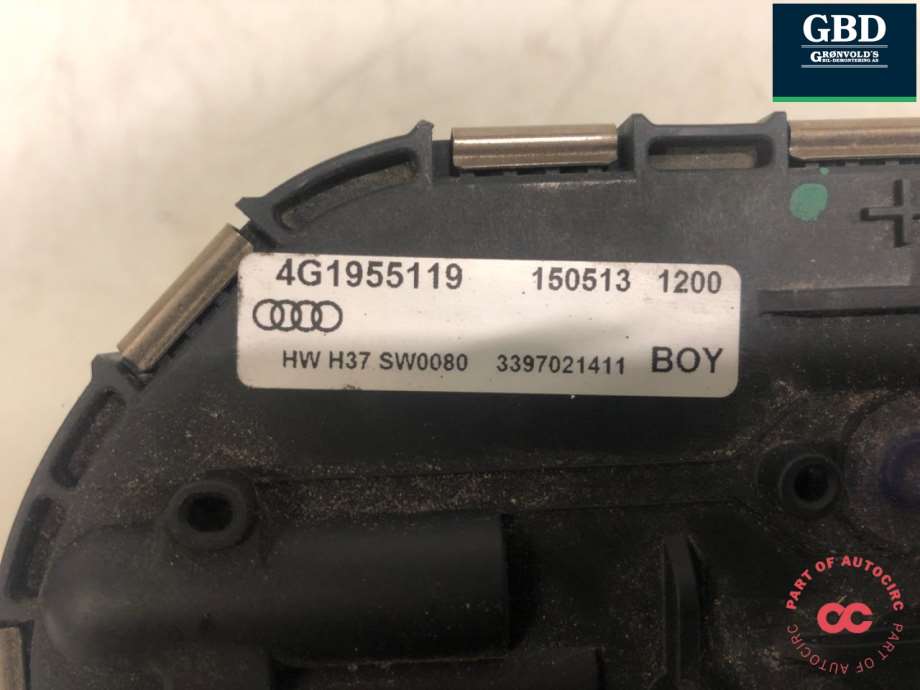 GBD
GRØNVOLD'S
BIL-DEMONTERING AS
4G1955119 150513 1200
HW H37 SW0080 3397021411 BOY
PART OF AUTOCIRC
PART OF AUTOCIRC